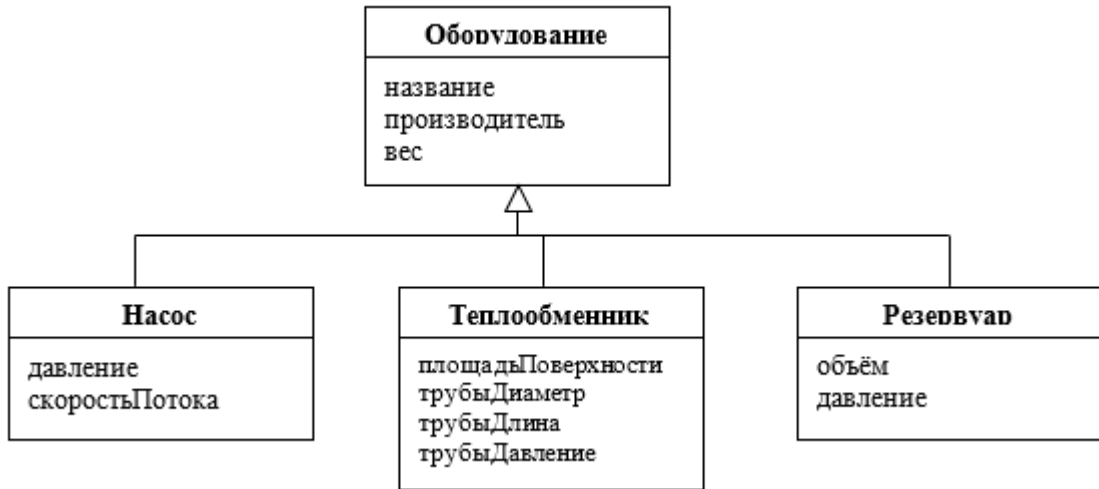 Оборудование
название
производитель
вес
Насос
давление
скоростьПотока
Теплообменник
площадьПоверхности
трубыДиаметр
трубыДлина
трубыДавление
Резервуар
объём
давление